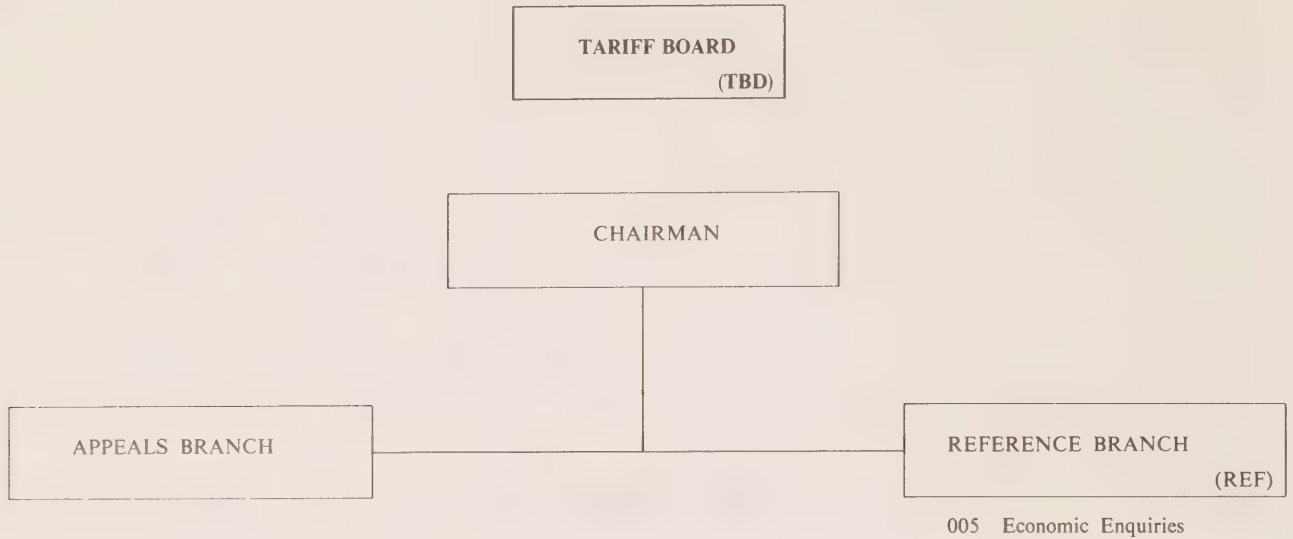 TARIFF BOARD
(TBD)
CHAIRMAN
APPEALS BRANCH
REFERENCE BRANCH
(REF)
005 Economic Enquiries